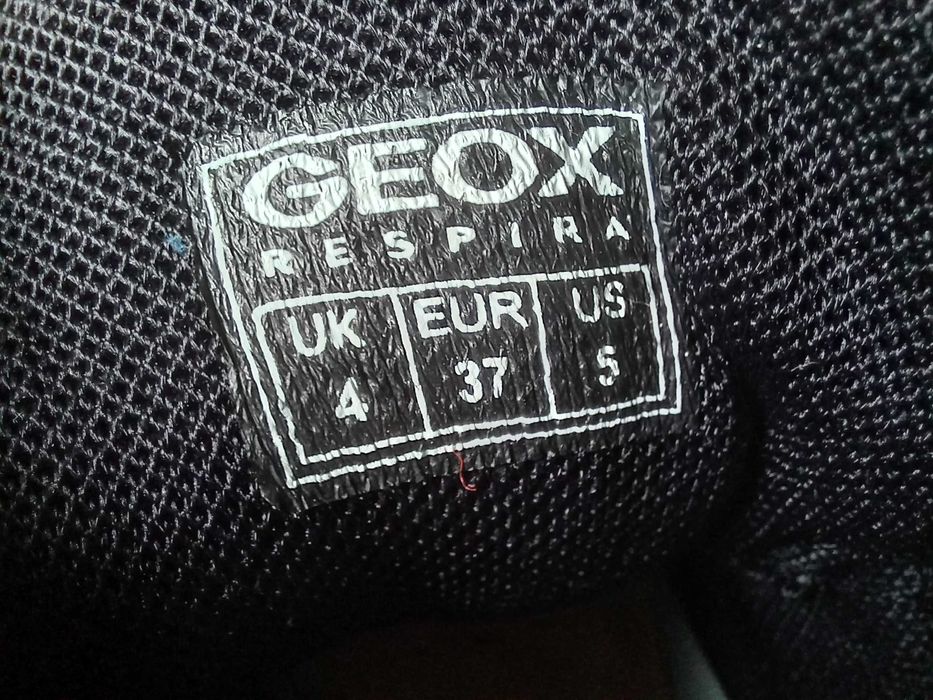 GEOX
RESPIRA
UK EUR US
4 37 5